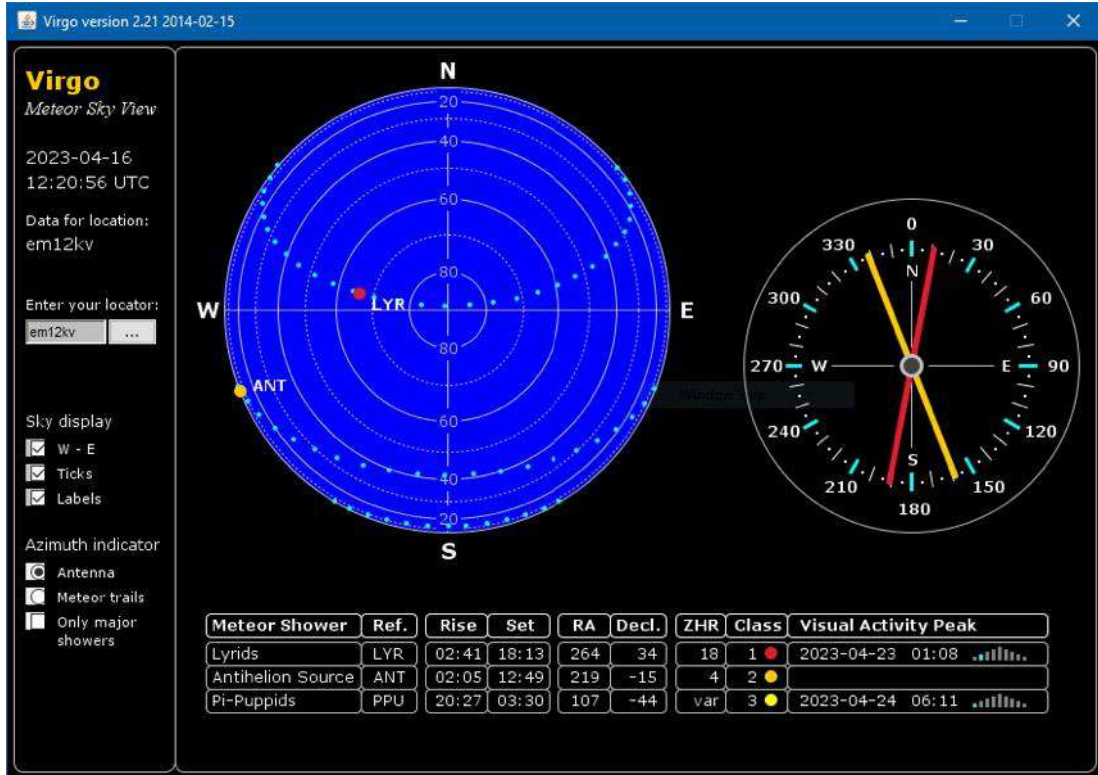 Virgo version 2.21 2014-02-15
Virgo
Meteor Sky View
2023-04-16
12:20:56 UTC
Data for location:
em12kv
Enter your locator:
em12kv ...
Sky display
W - E
Ticks
Labels
Azimuth indicator
Antenna
Meteor trails
Only major
showers
N
20
40
60
80
LYR
W
E
80
ANT
60
40
20
S
0
330 30
N
300 60
270 W E 90
240 120
S
210 150
180
Meteor Shower Ref. Rise Set RA Decl. ZHR Class Visual Activity Peak
Lyrids LYR 02:41 18:13 264 34 18 1 2023-04-23 01:08
Antihelion Source ANT 02:05 12:49 219 -15 4 2
Pi-Puppids PPU 20:27 03:30 107 -44 var 3 2023-04-24 06:11